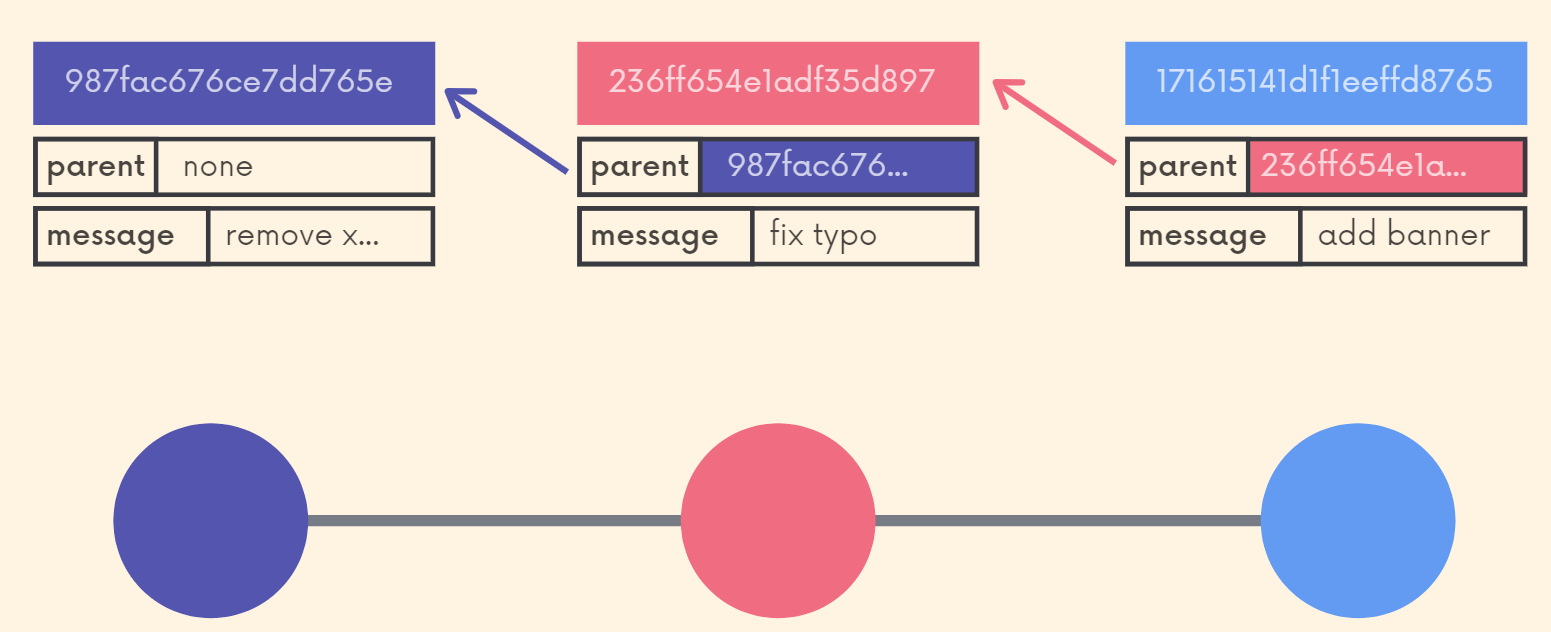 987fac676ce7dd765e
parent none
message remove x...
236ff654e1adf35d897
parent 987fac676...
message fix typo
171615141d1f1eeffd8765
parent 236ff654e1a...
message add banner